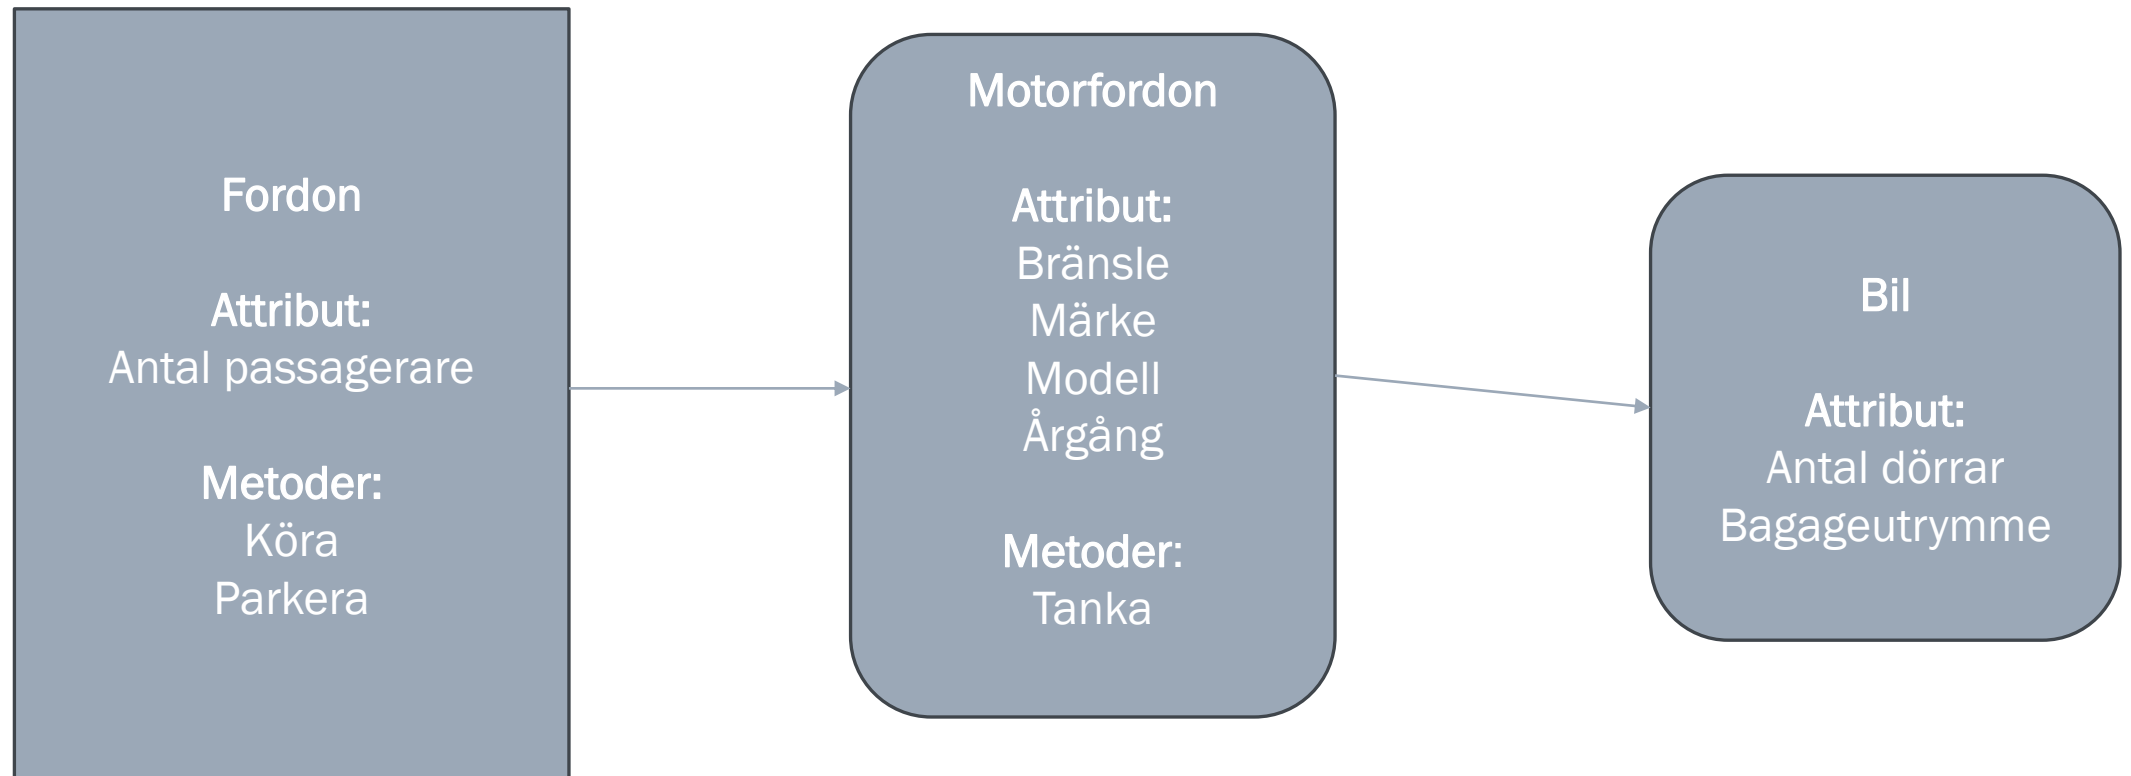 Fordon
Attribut:
Antal passagerare
Metoder:
Köra
Parkera
Motorfordon
Attribut:
Bränsle
Märke
Modell
Årgång
Metoder:
Tanka
Bil
Attribut:
Antal dörrar
Bagageutrymme